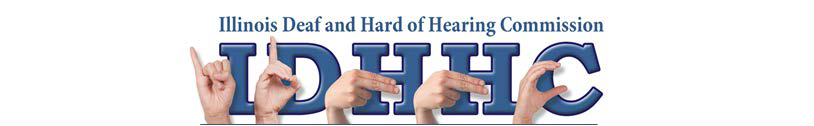 Illinois Deaf and Hard of Hearing Commission
IDHHC